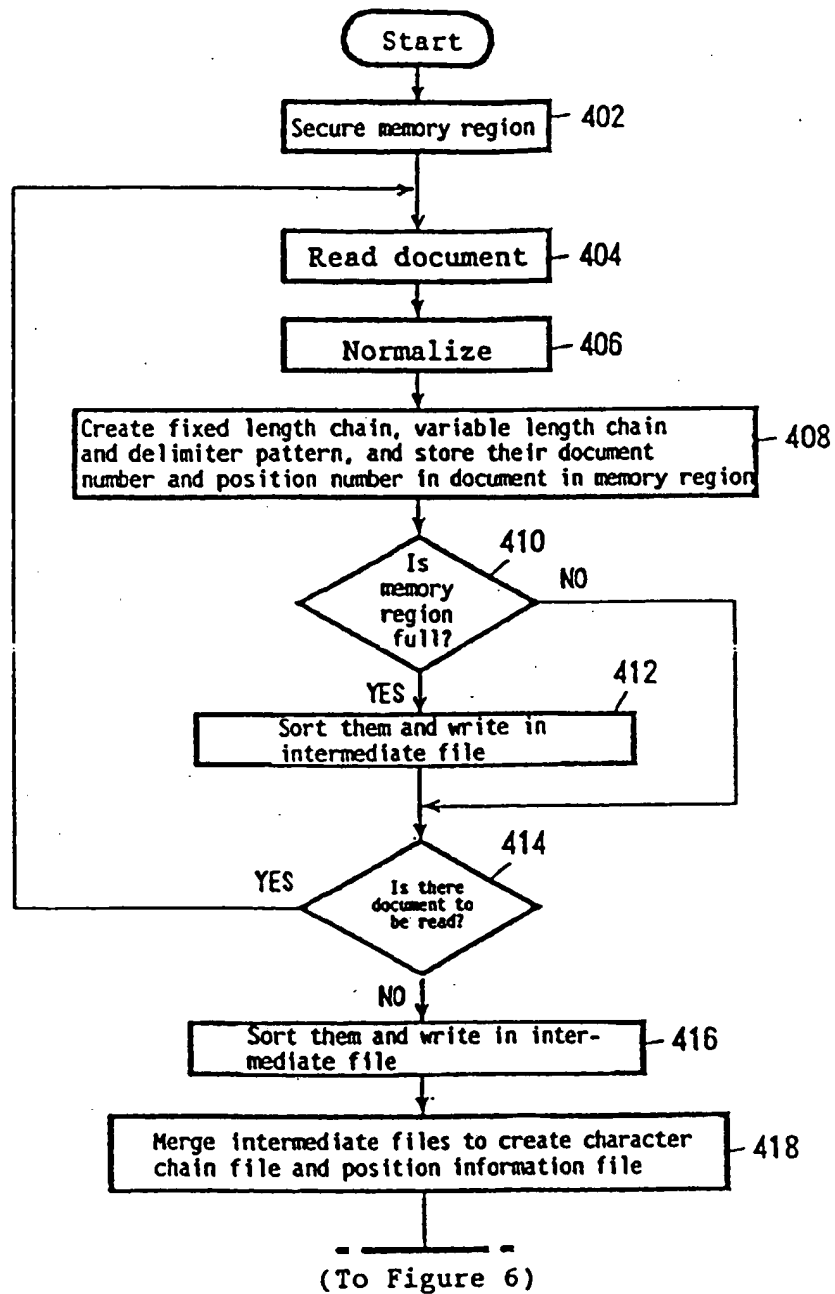 Start
Secure memory region
402
Read document
404
Normalize
406
Create fixed length chain, variable length chain
and delimiter pattern, and store their document
number and position number in document in memory region
408
410
Is
memory
region
full?
NO
YES
412
Sort them and write in
intermediate file
414
YES
Is there
document to
be read?
NO
Sort them and write in inter-
mediate file
416
Merge intermediate files to create character
chain file and position information file
418
(To Figure 6)